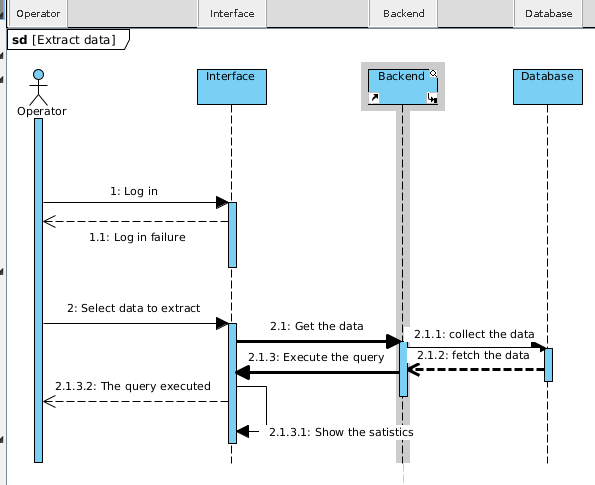 Operator Interface Backend Database
sd [Extract data]
Interface Backend Database
Operator
1: Log in
1.1: Log in failure
2: Select data to extract
2.1: Get the data
2.1.1: collect the data
2.1.2: fetch the data
2.1.3: Execute the query
2.1.3.2: The query executed
2.1.3.1: Show the satistics